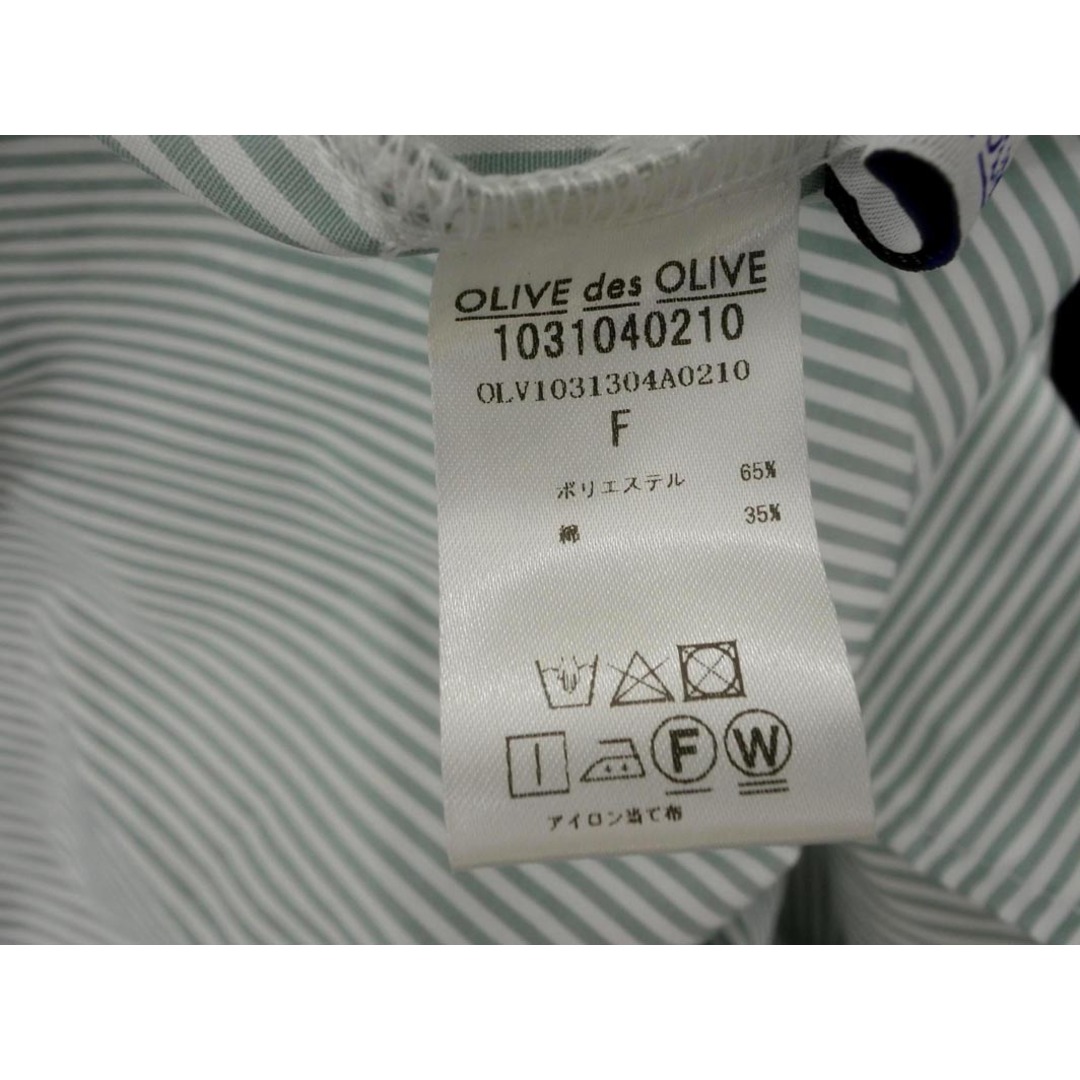 OLIVE des OLIVE
1031040210
OLV1031304A0210
F
ポリエステル 65%
綿 35%
F W
アイロン当て布